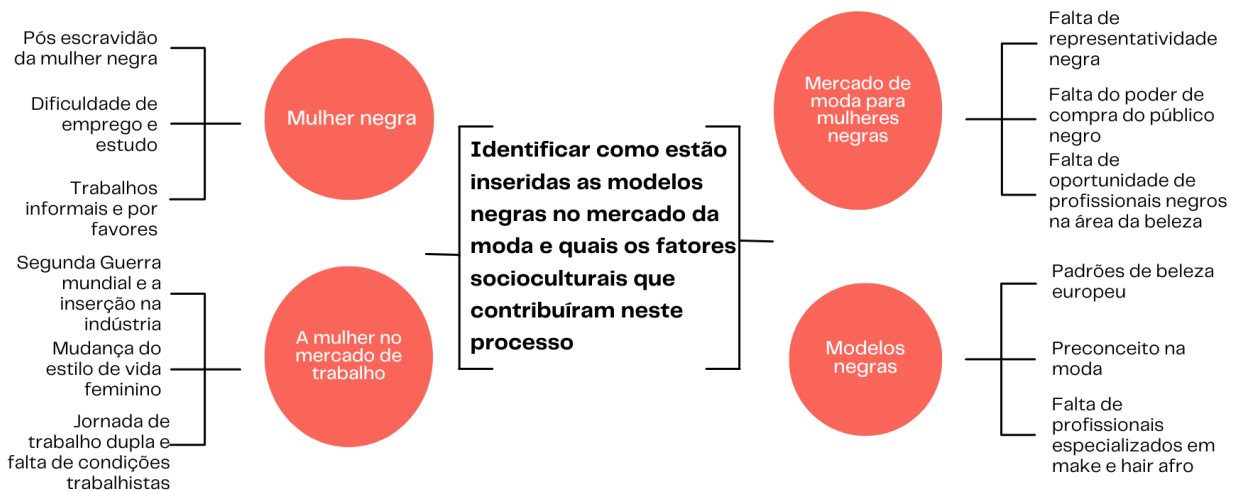 Pós escravidão
da mulher negra
Dificuldade de
emprego e
estudo
Trabalhos
informais e por
favores
Mulher negra
Segunda Guerra
mundial e a
inserção na
indústria
Mudança do
estilo de vida
feminino
Jornada de
trabalho dupla e
falta de condições
trabalhistas
A mulher no
mercado de
trabalho
Identificar como estão
inseridas as modelos
negras no mercado da
moda e quais os fatores
socioculturais que
contribuíram neste
processo
Mercado de
moda para
mulheres
negras
Falta de
representatividade
negra
Falta do poder de
compra do público
negro
Falta de
oportunidade de
profissionais negros
na área da beleza
Modelos
negras
Padrões de beleza
europeu
Preconceito na
moda
Falta de
profissionais
especializados em
make e hair afro